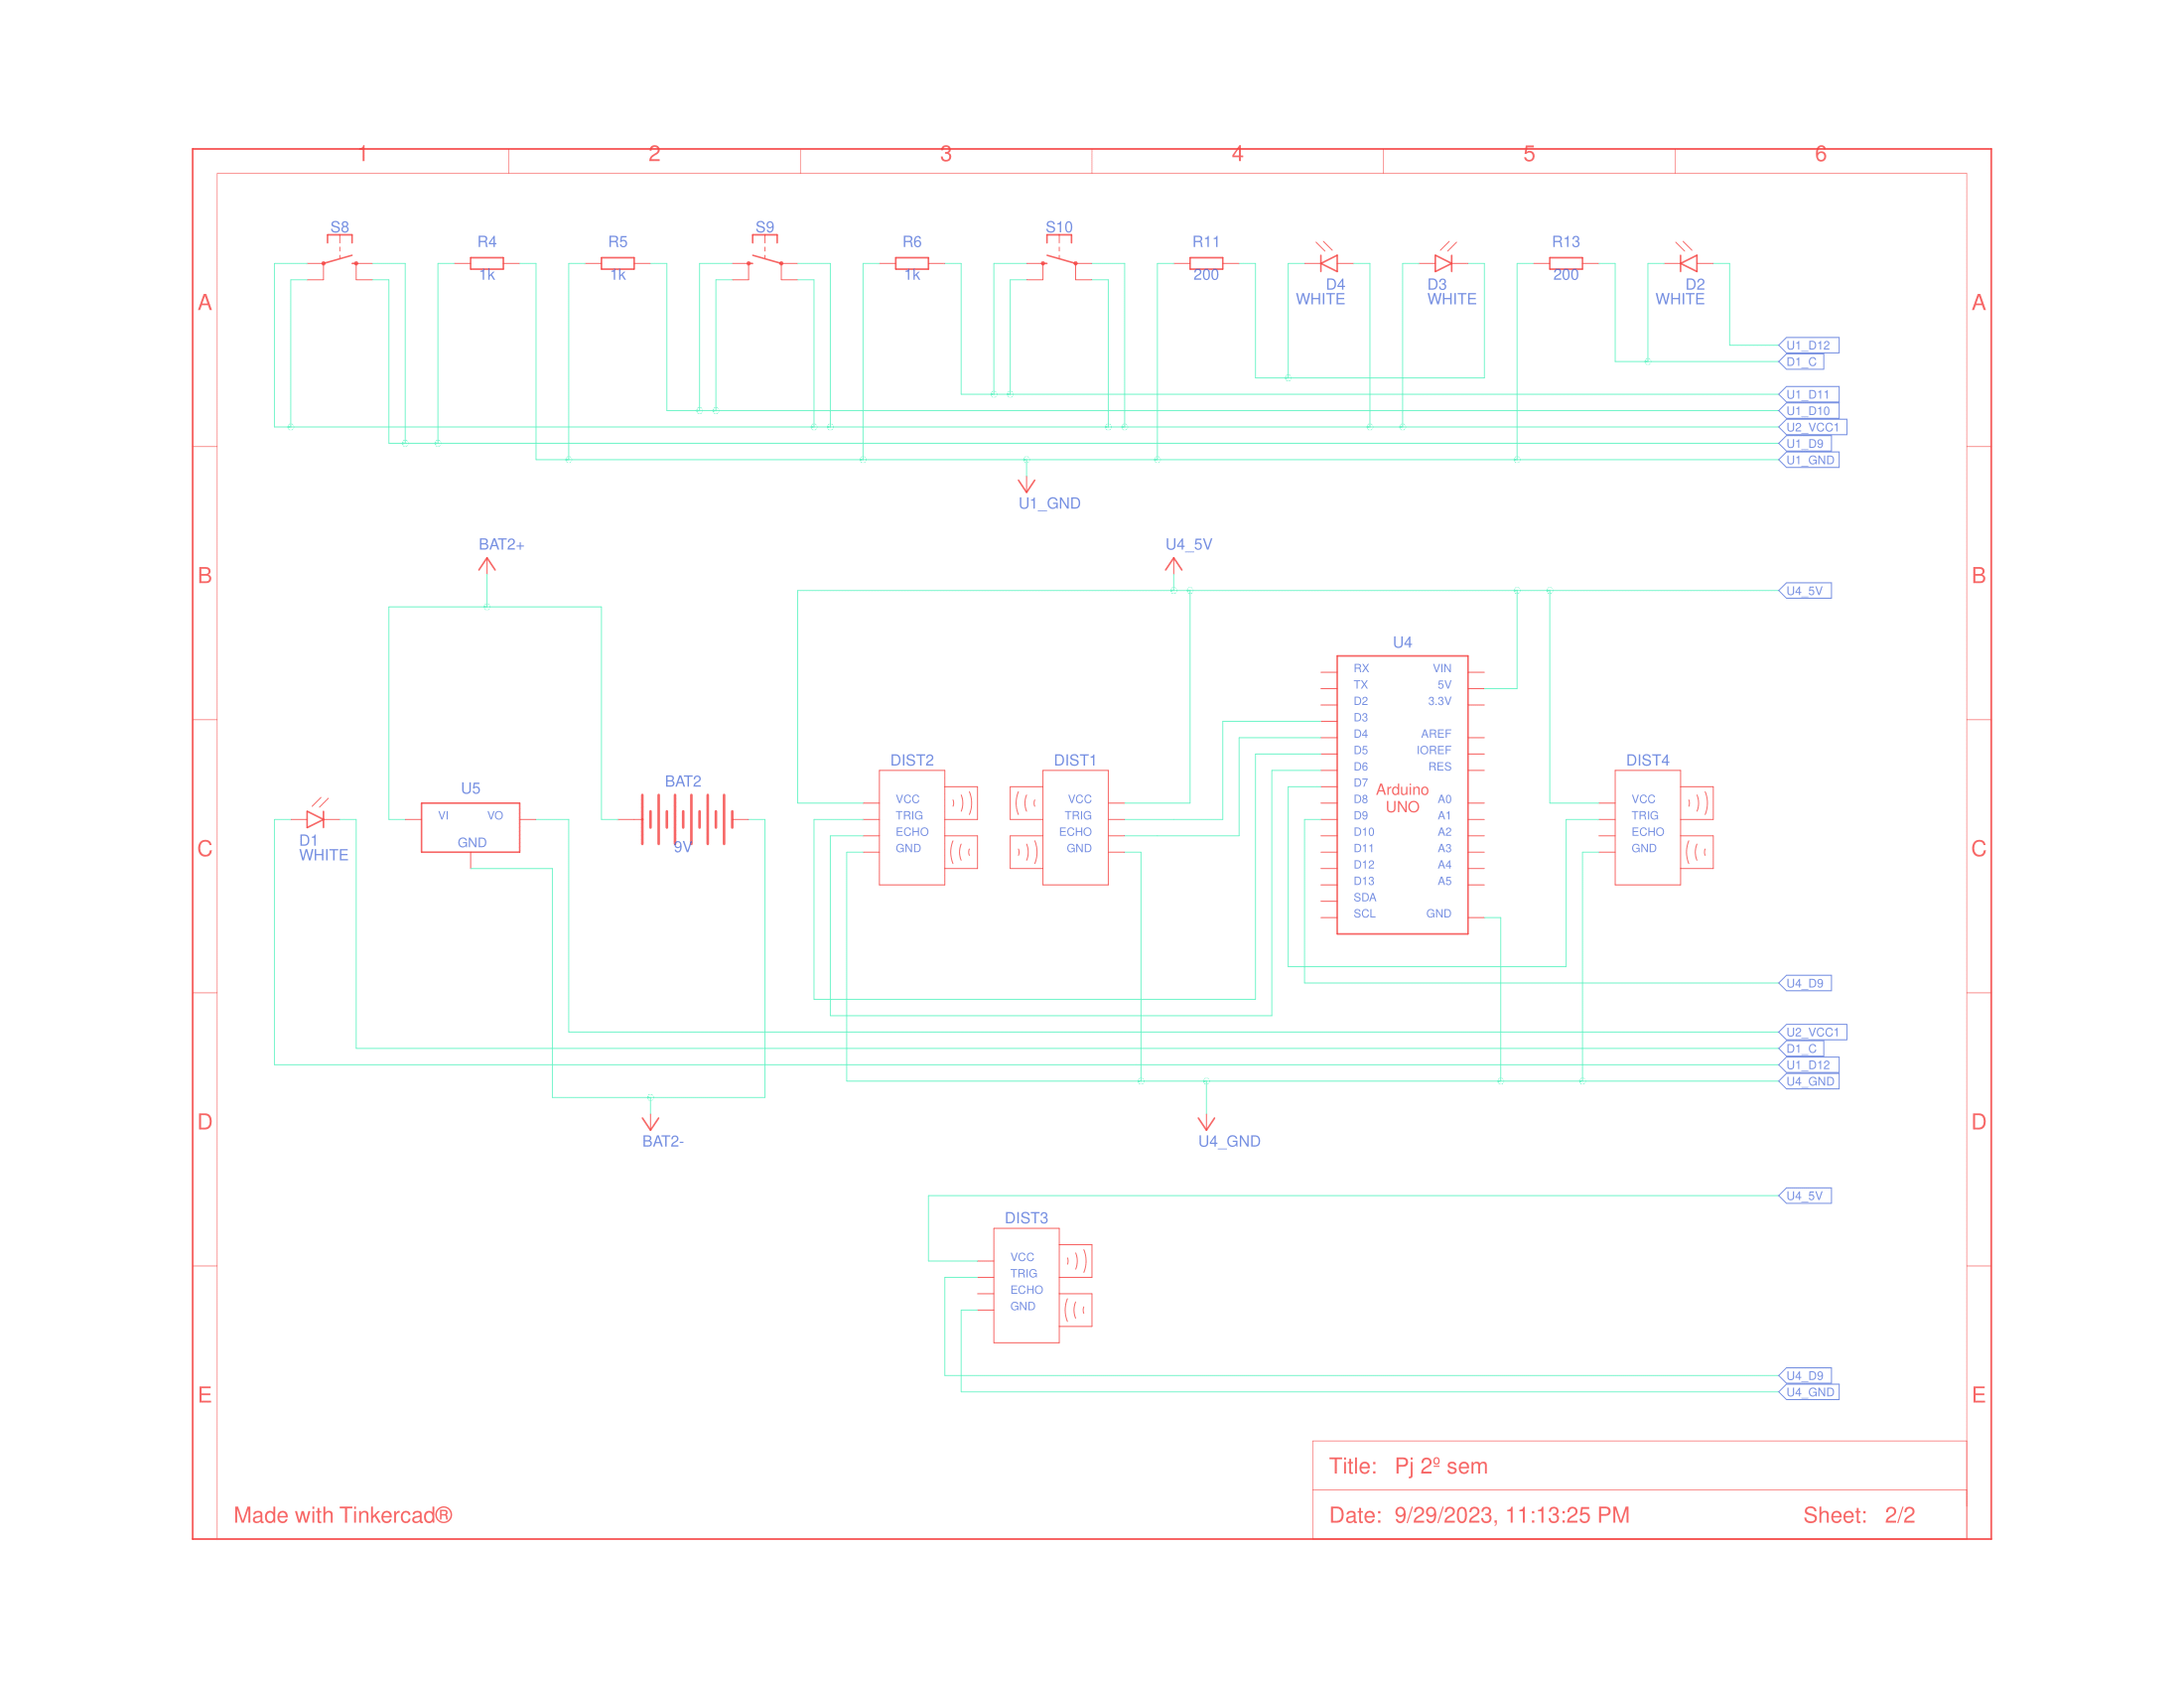 1 2 3 4 5 6
S8 R4 R5 S9 R6 S10 R11 R13
1k 1k 1k 200 200
D4 D3 D2
WHITE WHITE WHITE
A A
U1_D12
D1_C
U1_D11
U1_D10
U2_VCC1
U1_D9
U1_GND
U1_GND
BAT2+ U4_5V
B B
U4_5V
U4
RX VIN
TX 5V
D2 3.3V
D3
D4 AREF
D5 IOREF
D6 RES
D7
D8 A0
D9 A1
D10 A2
D11 A3
D12 A4
D13 A5
SDA
SCL GND
Arduino
UNO
DIST2
VCC
TRIG
ECHO
GND
DIST1
VCC
TRIG
ECHO
GND
DIST4
VCC
TRIG
ECHO
GND
BAT2
9V
U5
VI VO
GND
D1
WHITE
C C
U4_D9
U2_VCC1
D1_C
U1_D12
U4_GND
D D
BAT2- U4_GND
U4_5V
DIST3
VCC
TRIG
ECHO
GND
U4_D9
U4_GND
E E
Title: Pj 2º sem
Made with Tinkercad®
Date: 9/29/2023, 11:13:25 PM Sheet: 2/2